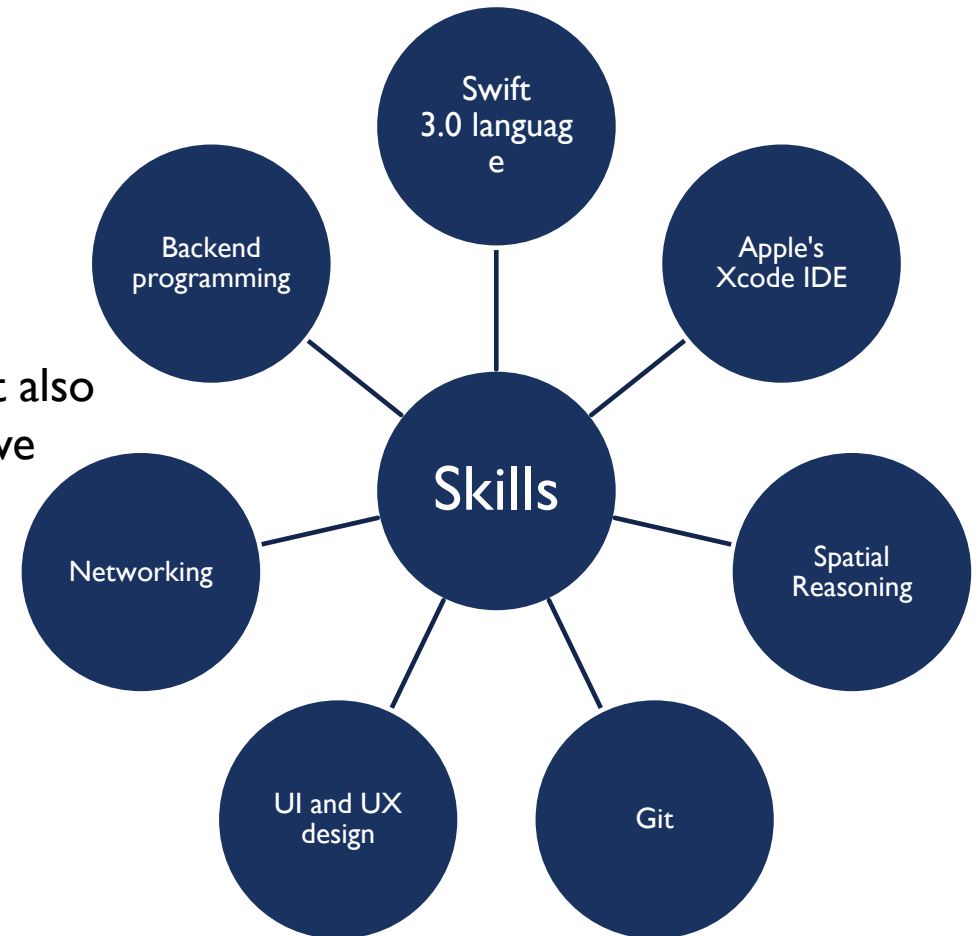 Swift
3.0 languag
e
Backend
programming
Apple's
Xcode IDE
also
Skills
Networking
Spatial
Reasoning
UI and UX
design
Git